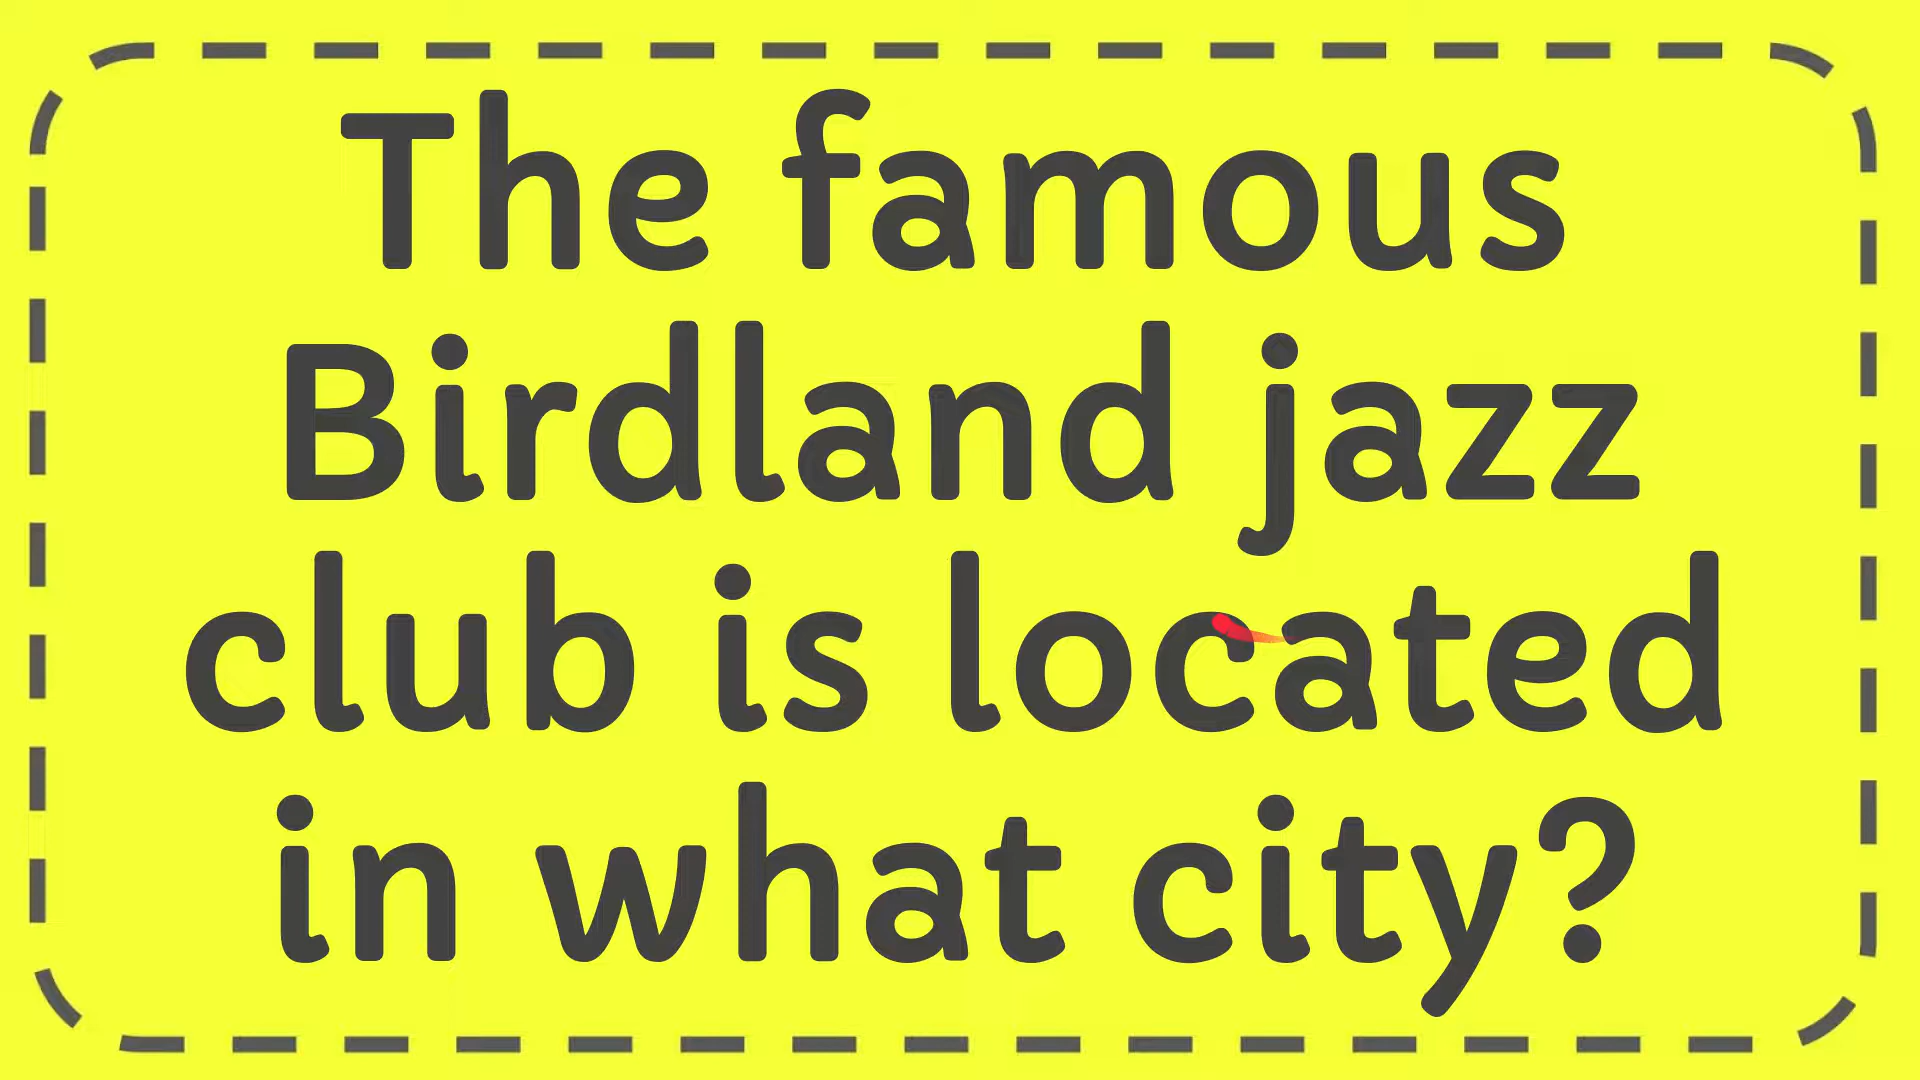 The famous
Birdland jazz
club is located
in what city?